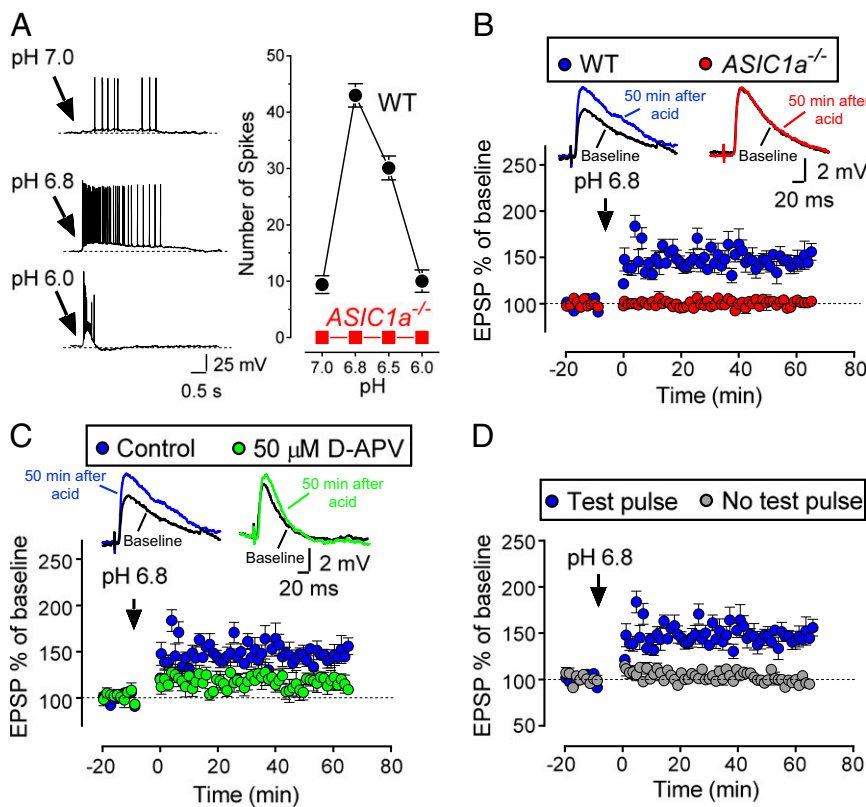 A
pH 7.0
pH 6.8
pH 6.0
25 mV
0.5 s
Number of Spikes
50
40
30
20
10
0
WT
ASIC1a-/-
7.0 6.8 6.5 6.0
pH
B
WT ASIC1a-/-
50 min after
acid
Baseline
50 min after
acid
Baseline
2 mV
20 ms
pH 6.8
EPSP % of baseline
250
200
150
100
-20 0 20 40 60 80
Time (min)
C
Control 50 µM D-APV
50 min after
acid
Baseline
50 min after
acid
Baseline
2 mV
20 ms
pH 6.8
EPSP % of baseline
250
200
150
100
-20 0 20 40 60 80
Time (min)
D
Test pulse No test pulse
pH 6.8
EPSP % of baseline
250
200
150
100
50
-20 0 20 40 60 80
Time (min)